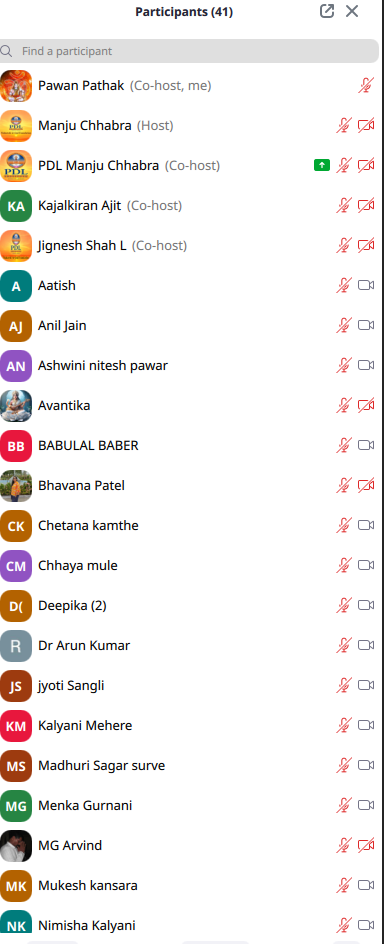 Participants (41)
Find a participant
Pawan Pathak (Co-host, me)
Manju Chhabra (Host)
PDL Manju Chhabra (Co-host)
KA Kajalkiran Ajit (Co-host)
Jignesh Shah L (Co-host)
A Aatish
AJ Anil Jain
AN Ashwini nitesh pawar
Avantika
BB BABULAL BABER
Bhavana Patel
CK Chetana kamthe
CM Chhaya mule
D( Deepika (2)
R Dr Arun Kumar
JS jyoti Sangli
KM Kalyani Mehere
MS Madhuri Sagar surve
MG Menka Gurnani
MG Arvind
MK Mukesh kansara
NK Nimisha Kalyani